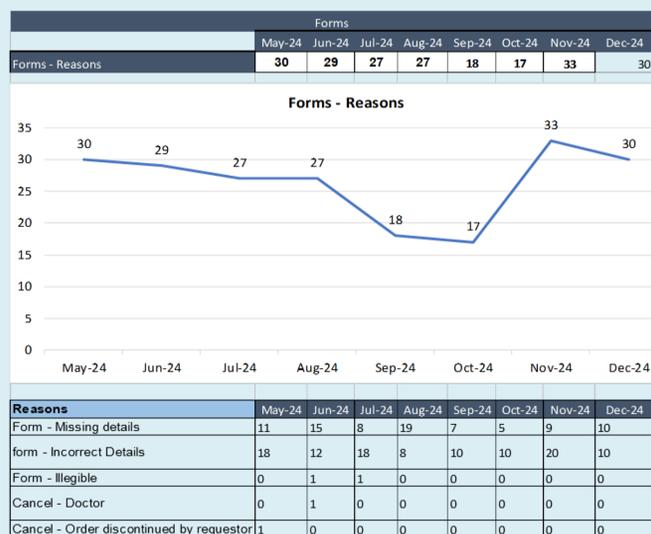 Forms
May-24 Jun-24 Jul-24 Aug-24 Sep-24 Oct-24 Nov-24 Dec-24
Forms - Reasons 30 29 27 27 18 17 33 30
Forms - Reasons
35
30
25
20
15
10
5
0
30 29 27 27 18 17 33 30
May-24 Jun-24 Jul-24 Aug-24 Sep-24 Oct-24 Nov-24 Dec-24
Reasons May-24 Jun-24 Jul-24 Aug-24 Sep-24 Oct-24 Nov-24 Dec-24
Form - Missing details 11 15 8 19 7 5 9 10
form - Incorrect Details 18 12 18 8 10 10 20 10
Form - Illegible 0 1 1 0 0 0 0 0
Cancel - Doctor 0 1 0 0 0 0 0 0
Cancel - Order discontinued by requestor 1 0 0 0 0 0 0 0